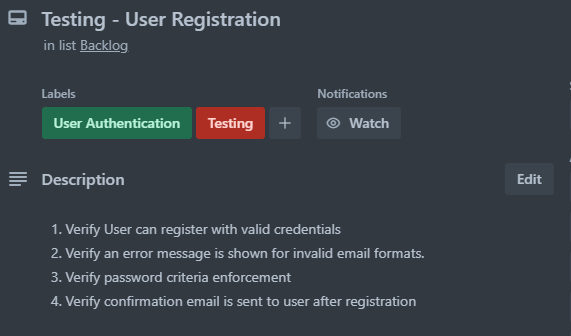 Testing - User Registration
in list Backlog
Labels Notifications
User Authentication Testing + Watch
Description Edit
1. Verify User can register with valid credentials
2. Verify an error message is shown for invalid email formats.
3. Verify password criteria enforcement
4. Verify confirmation email is sent to user after registration